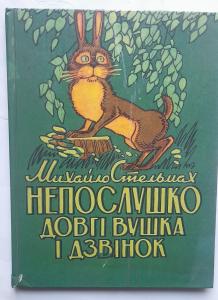 Михайло Стельмах
НЕПОСЛУШКО
ДОВГІ ВУШКА
І ДЗВІНОК